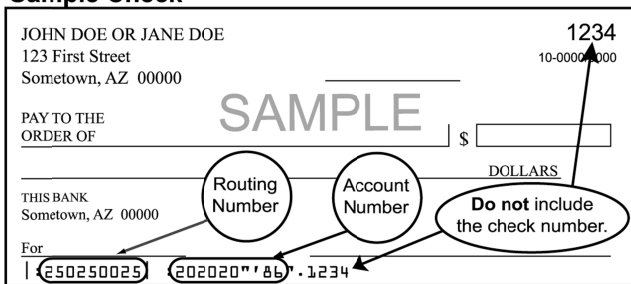 Sample Check
JOHN DOE OR JANE DOE
1234
123 First Street
10-0000/0000
Sometown, AZ 00000
SAMPLE
PAY TO THE
ORDER OF
$
DOLLARS
Routing
Number
Account
Number
Do not include
the check number.
THIS BANK
Sometown, AZ 00000
For
|:250250025|: 202020"'86".1234